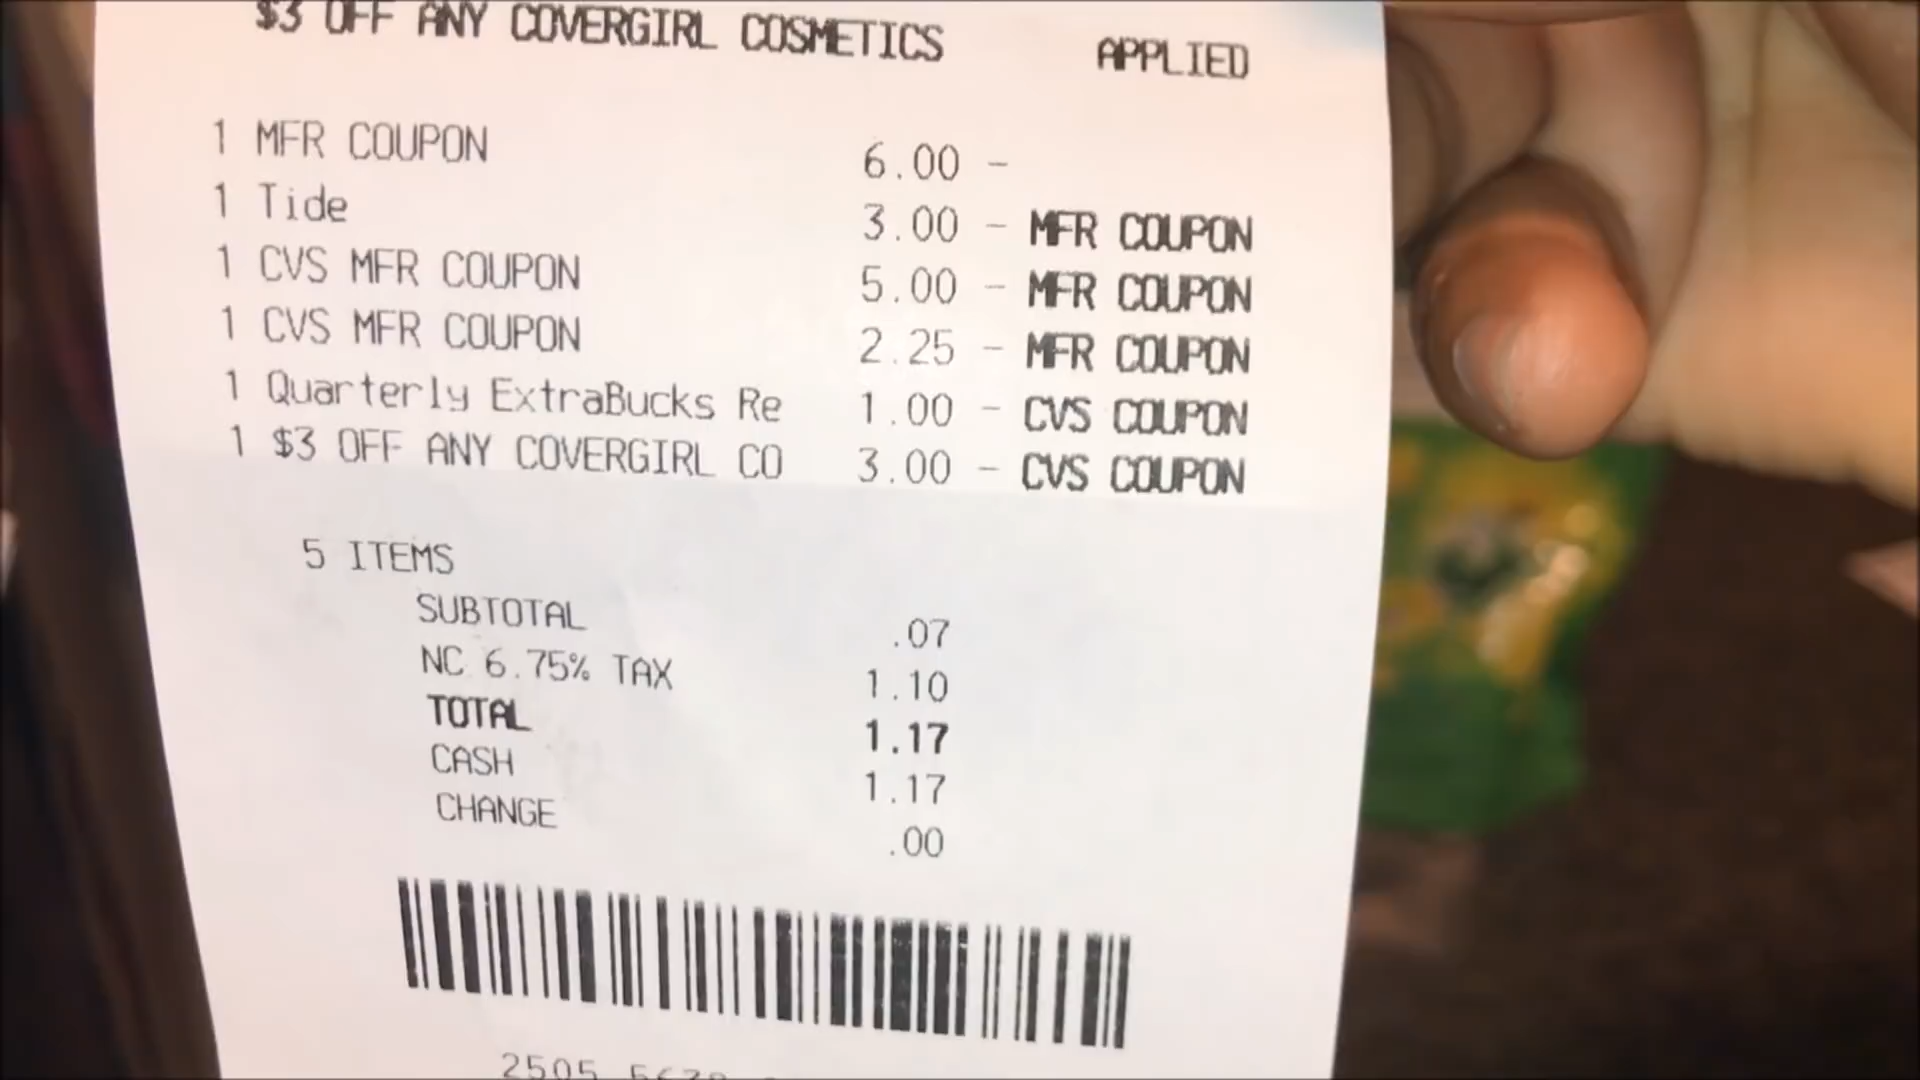 $3 OFF ANY COVERGIRL COSMETICS APPLIED
1 MFR COUPON 6.00 -
1 Tide 3.00 - MFR COUPON
1 CVS MFR COUPON 5.00 - MFR COUPON
1 CVS MFR COUPON 2.25 - MFR COUPON
1 Quarterly ExtraBucks Re 1.00 - CVS COUPON
1 $3 OFF ANY COVERGIRL CO 3.00 - CVS COUPON
5 ITEMS
SUBTOTAL .07
NC 6.75% TAX 1.10
TOTAL 1.17
CASH 1.17
CHANGE .00
2505